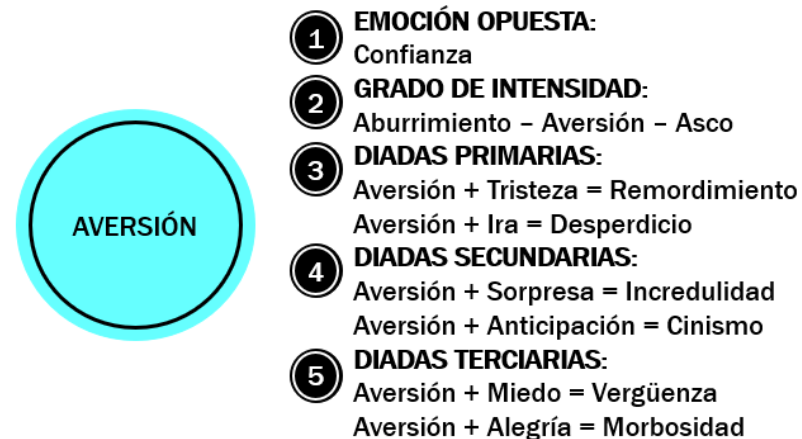 AVERSIÓN
1 EMOCIÓN OPUESTA:
Confianza
2 GRADO DE INTENSIDAD:
Aburrimiento – Aversión – Asco
3 DIADAS PRIMARIAS:
Aversión + Tristeza = Remordimiento
Aversión + Ira = Desperdicio
4 DIADAS SECUNDARIAS:
Aversión + Sorpresa = Incredulidad
Aversión + Anticipación = Cinismo
5 DIADAS TERCIARIAS:
Aversión + Miedo = Vergüenza
Aversión + Alegría = Morbosidad